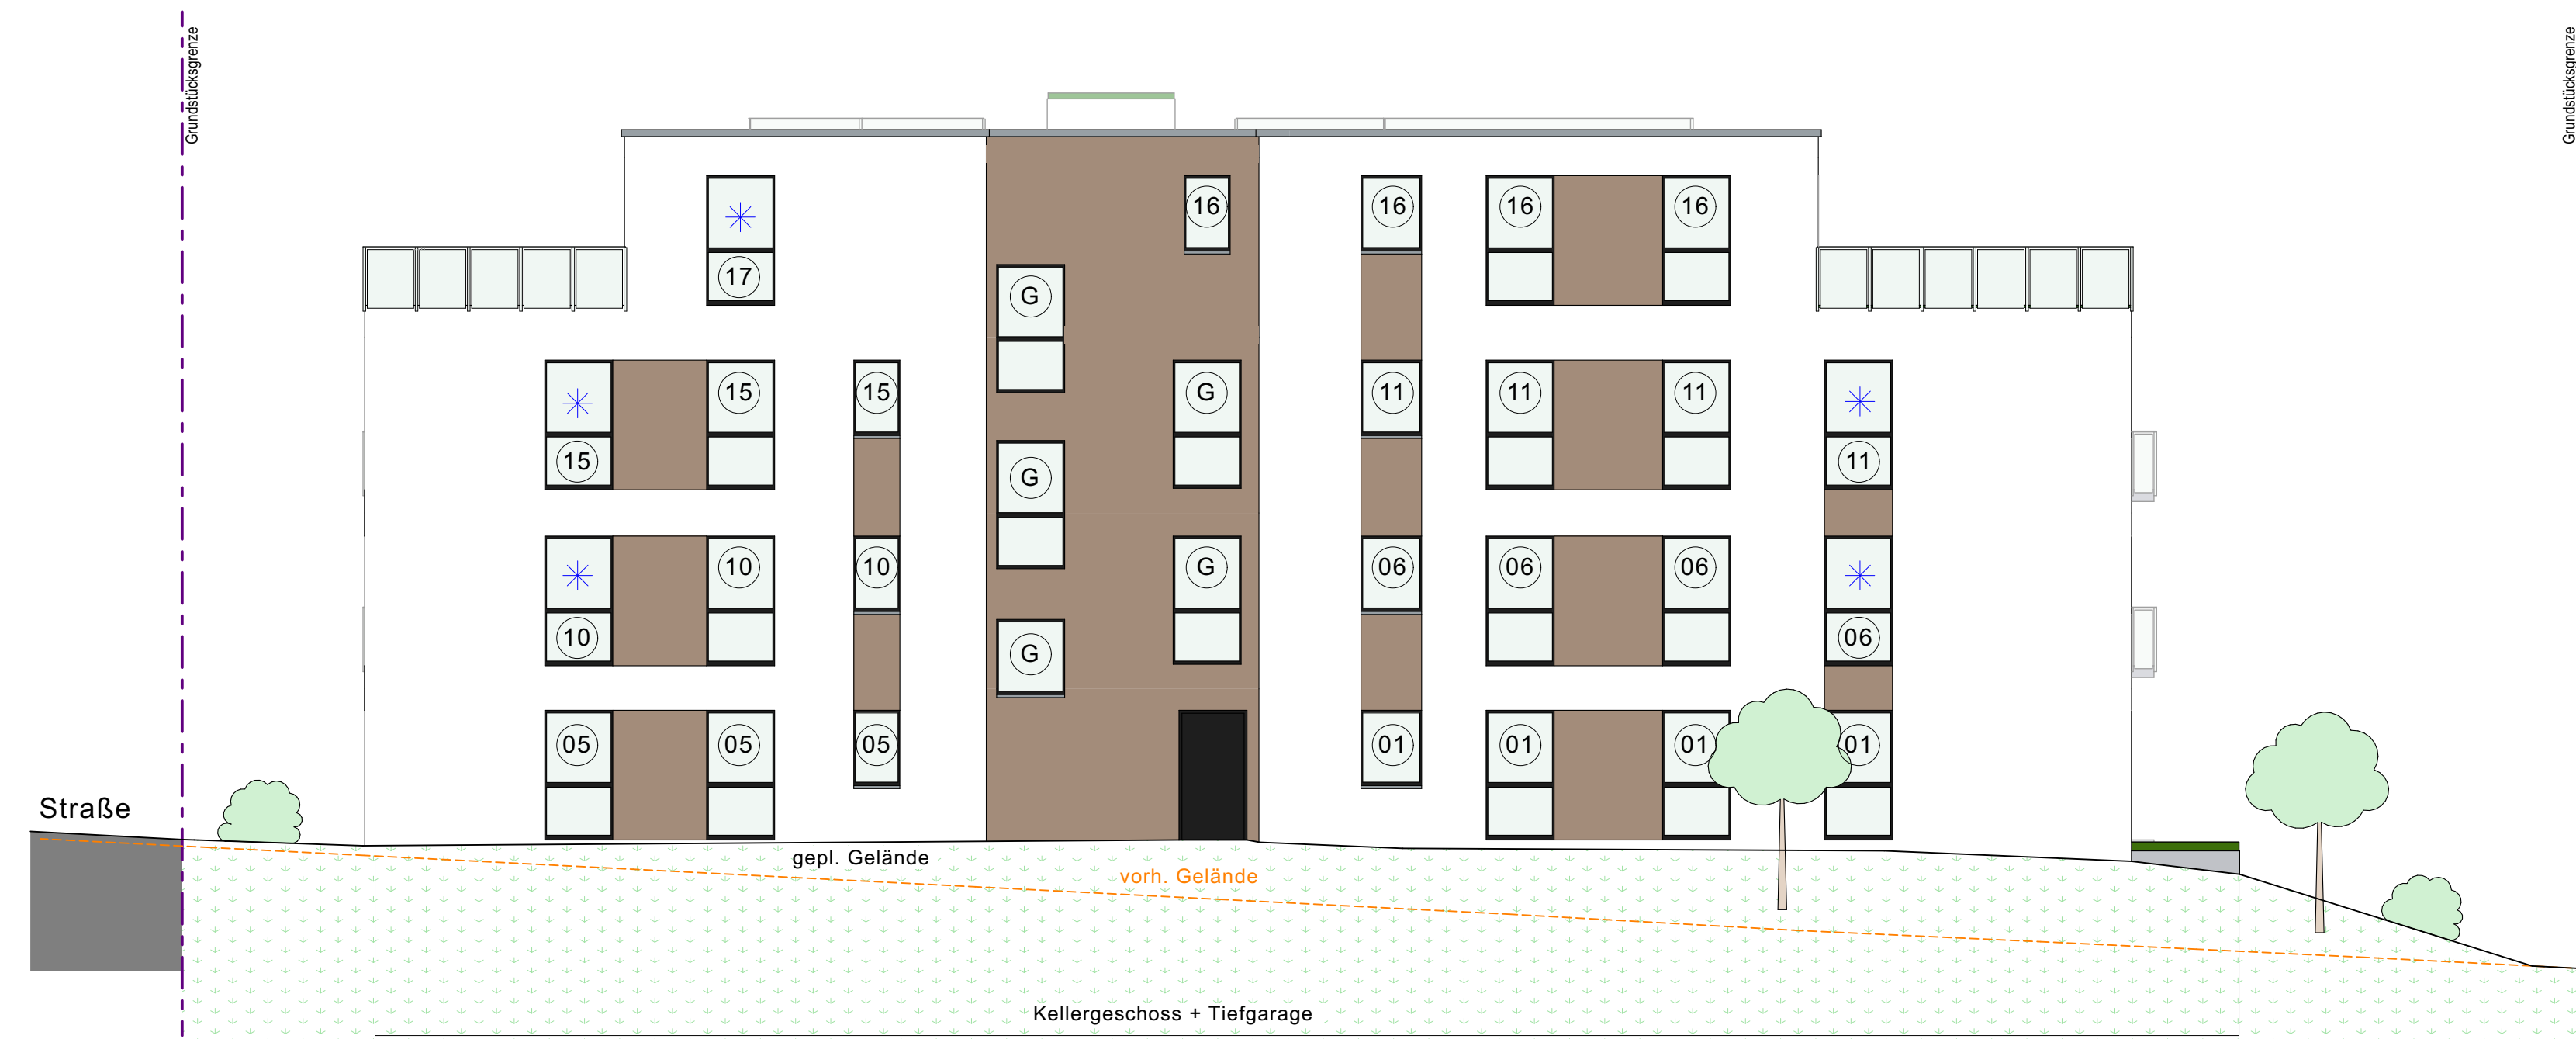 Grundstücksgrenze
Grundstücksgrenze
16 16 16 16
17
G
15 15 G 11 11 11
15 11
G
10 10 G 06 06 06
10 06
G
05 05 05 01 01 01 01
Straße
gepl. Gelände
vorh. Gelände
Kellergeschoss + Tiefgarage